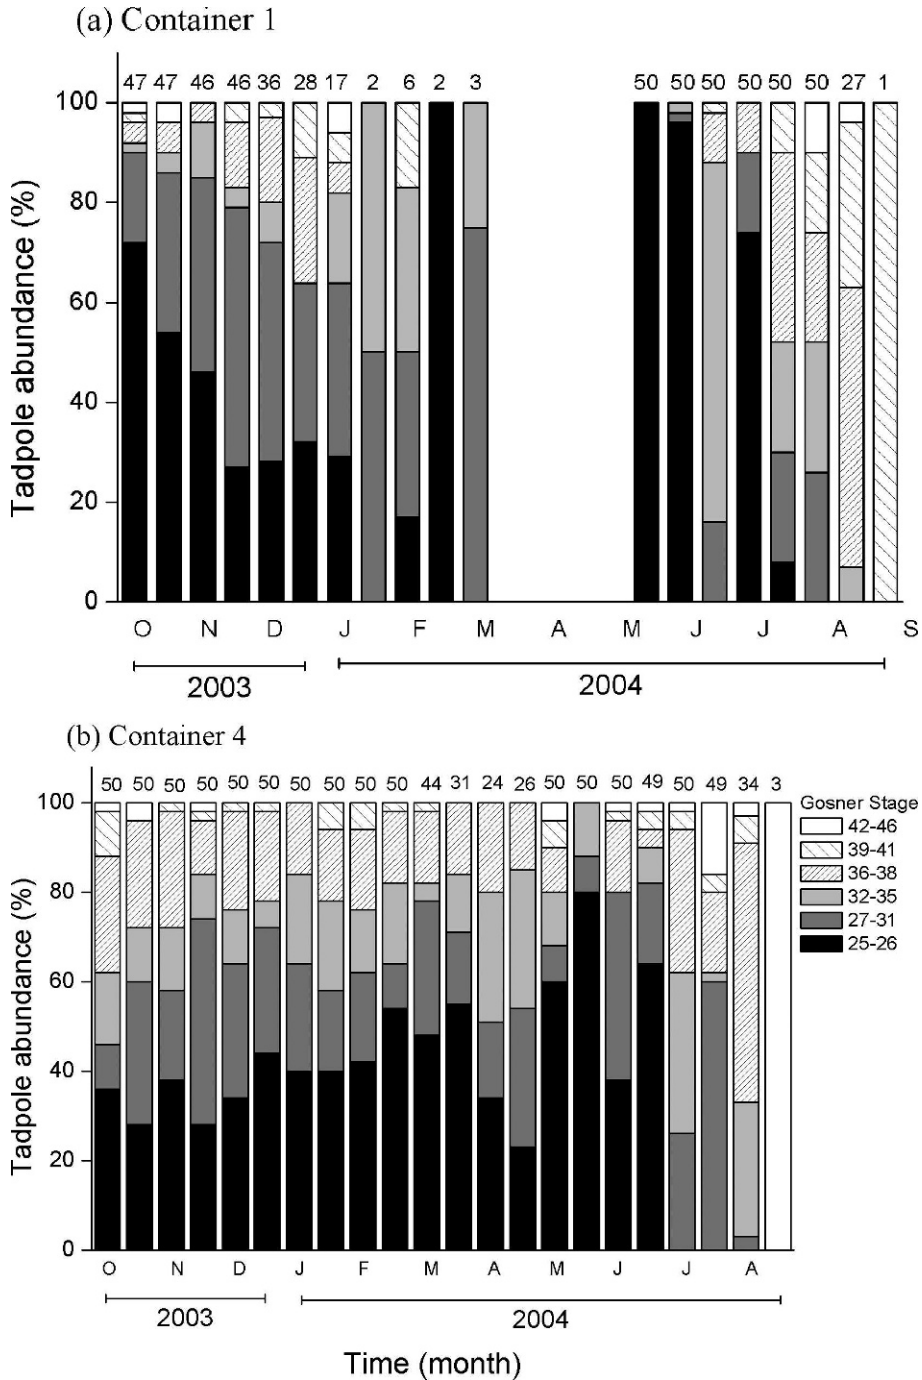 (a) Container 1
47 47 46 46 36 28 17 2 6 2 3 50 50 50 50 50 50 27 1
100
80
60
40
20
0
Tadpole abundance (%)
O N D J F M A M J J A S
2003 2004
(b) Container 4
50 50 50 50 50 50 50 50 50 50 44 31 24 26 50 50 50 49 50 49 34 3
100
80
60
40
20
0
Tadpole abundance (%)
Gosner Stage
42-46
39-41
36-38
32-35
27-31
25-26
O N D J F M A M J J A
2003 2004
Time (month)